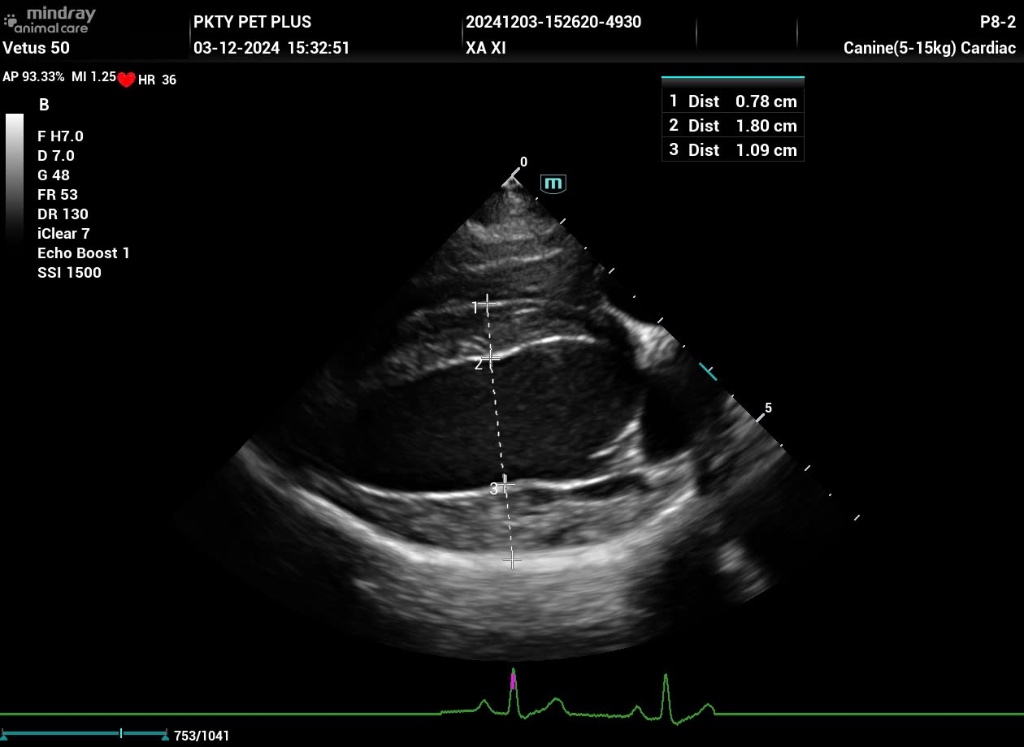 mindray
animal care
Vetus 50
PKTY PET PLUS
03-12-2024 15:32:51
20241203-152620-4930
XA XI
P8-2
Canine(5-15kg) Cardiac
AP 93.33% MI 1.25 HR 36
B
F H7.0
D 7.0
G 48
FR 53
DR 130
iClear 7
Echo Boost 1
SSI 1500
1 Dist 0.78 cm
2 Dist 1.80 cm
3 Dist 1.09 cm
0
m
1
2
3
5
753/1041